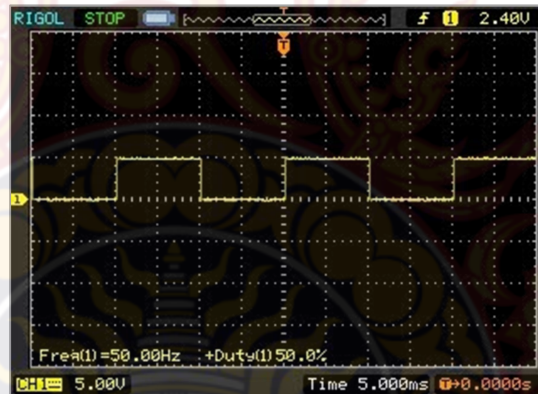 RIGOL STOP T 1 2.40V
T
1
Freq(1)=50.00Hz +Duty(1)50.0%
CH1 5.00V Time 5.000ms T→0.0000s